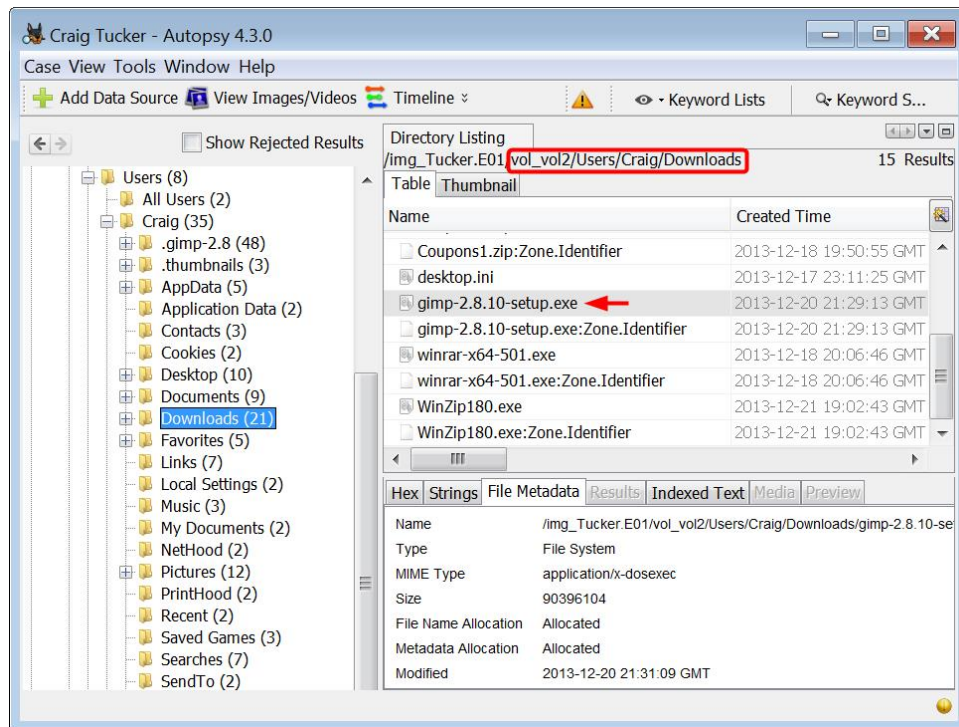 Craig Tucker - Autopsy 4.3.0
Case View Tools Window Help
Add Data Source View Images/Videos Timeline Keyword Lists Keyword S...
Show Rejected Results
Users (8)
All Users (2)
Craig (35)
.gimp-2.8 (48)
.thumbnails (3)
AppData (5)
Application Data (2)
Contacts (3)
Cookies (2)
Desktop (10)
Documents (9)
Downloads (21)
Favorites (5)
Links (7)
Local Settings (2)
Music (3)
My Documents (2)
NetHood (2)
Pictures (12)
PrintHood (2)
Recent (2)
Saved Games (3)
Searches (7)
SendTo (2)
Directory Listing
/img_Tucker.E01/vol_vol2/Users/Craig/Downloads 15 Results
Table Thumbnail
Name Created Time
Coupons1.zip:Zone.Identifier 2013-12-18 19:50:55 GMT
desktop.ini 2013-12-17 23:11:25 GMT
gimp-2.8.10-setup.exe 2013-12-20 21:29:13 GMT
gimp-2.8.10-setup.exe:Zone.Identifier 2013-12-20 21:29:13 GMT
winrar-x64-501.exe 2013-12-18 20:06:46 GMT
winrar-x64-501.exe:Zone.Identifier 2013-12-18 20:06:46 GMT
WinZip180.exe 2013-12-21 19:02:43 GMT
WinZip180.exe:Zone.Identifier 2013-12-21 19:02:43 GMT
Hex Strings File Metadata Results Indexed Text Media Preview
Name /img_Tucker.E01/vol_vol2/Users/Craig/Downloads/gimp-2.8.10-se
Type File System
MIME Type application/x-dosexec
Size 90396104
File Name Allocation Allocated
Metadata Allocation Allocated
Modified 2013-12-20 21:31:09 GMT